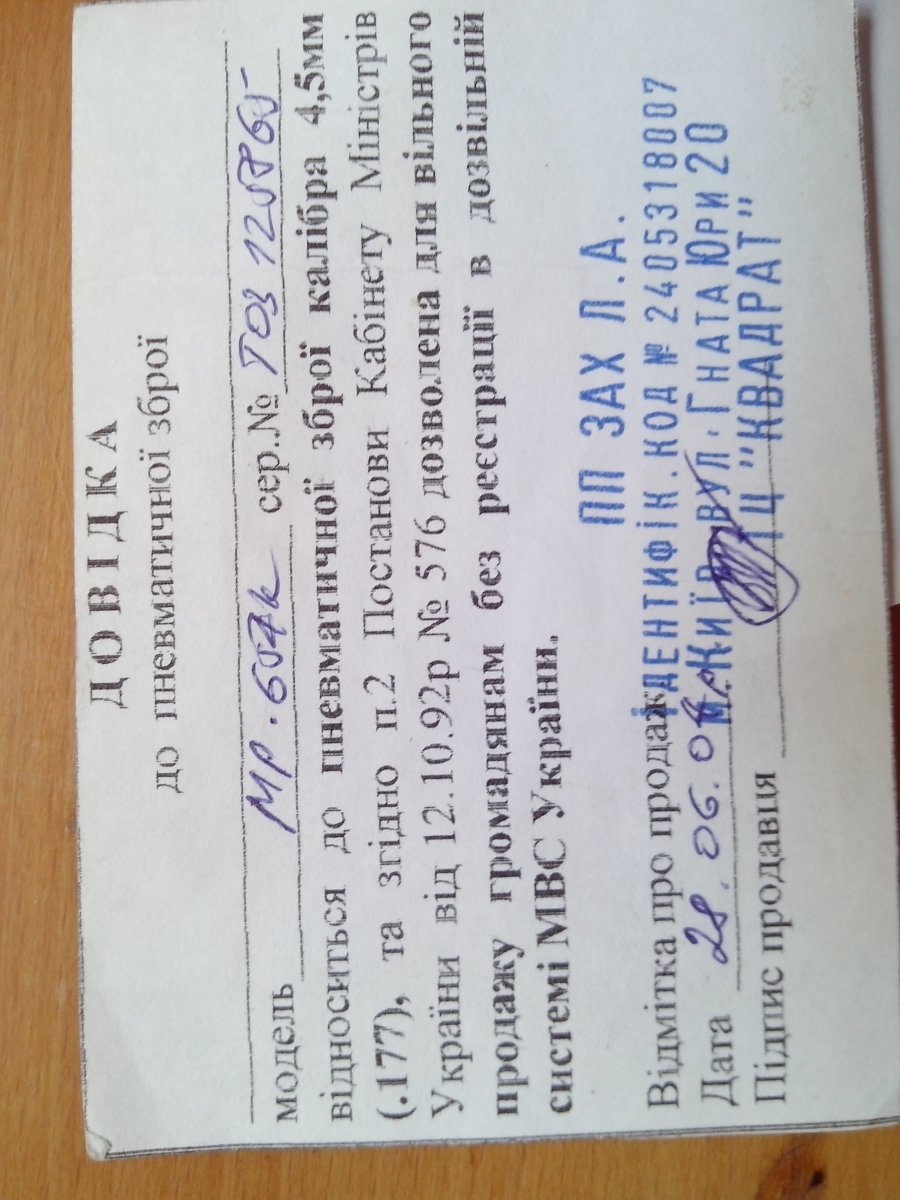 ДОВІДКА
до пневматичної зброї
модель МР-654к сер..№ Т03 1258765
відноситься до пневматичної зброї калібра 4,5мм
(.177), та згідно п.2 Постанови Кабінету Міністрів
України від 12.10.92р № 576 дозволена для вільного
продажу громадянам без реєстрації в дозвільній
системі МВС України.
ПП ЗАХ Л.А.
ІДЕНТИФІК.КОД № 2405318007
Відмітка про продаж
М.КИЇВ ВУЛ.ГНАТА ЮРИ 20
Дата 28.06.
ТЦ "КВАДРАТ"
Підпис продавця